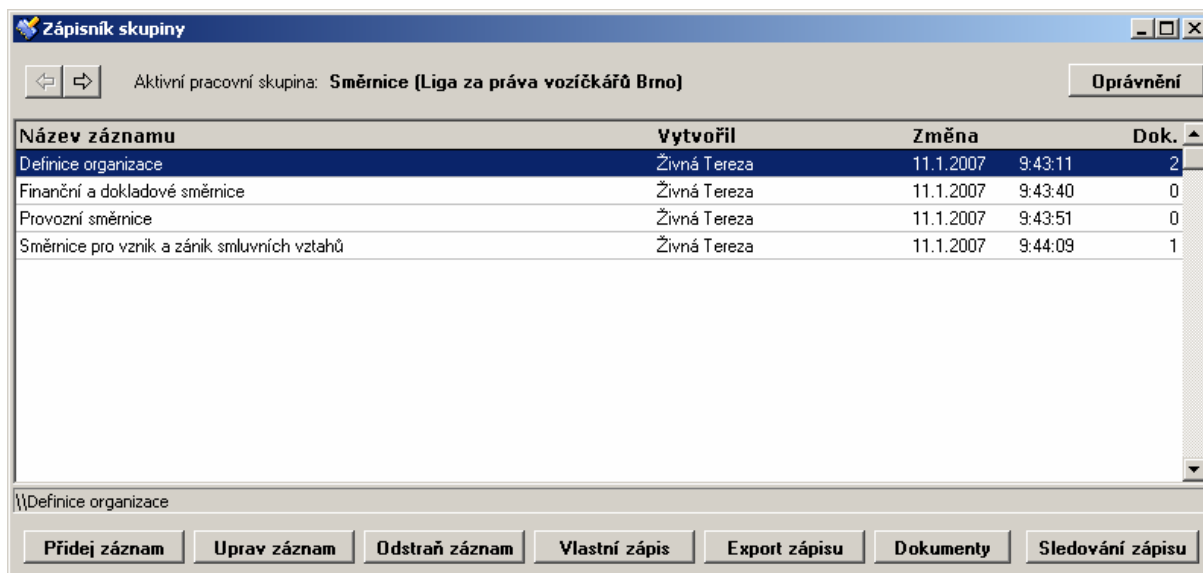 Zápisník skupiny
Aktivní pracovní skupina: Směrnice (Liga za práva vozíčkářů Brno) Oprávnění
Název záznamu Vytvořil Změna Dok.
Definice organizace Živná Tereza 11.1.2007 9:43:11 2
Finanční a dokladové směrnice Živná Tereza 11.1.2007 9:43:40 0
Provozní směrnice Živná Tereza 11.1.2007 9:43:51 0
Směrnice pro vznik a zánik smluvních vztahů Živná Tereza 11.1.2007 9:44:09 1
\\Definice organizace
Přidej záznam Uprav záznam Odstraň záznam Vlastní zápis Export zápisu Dokumenty Sledování zápisu